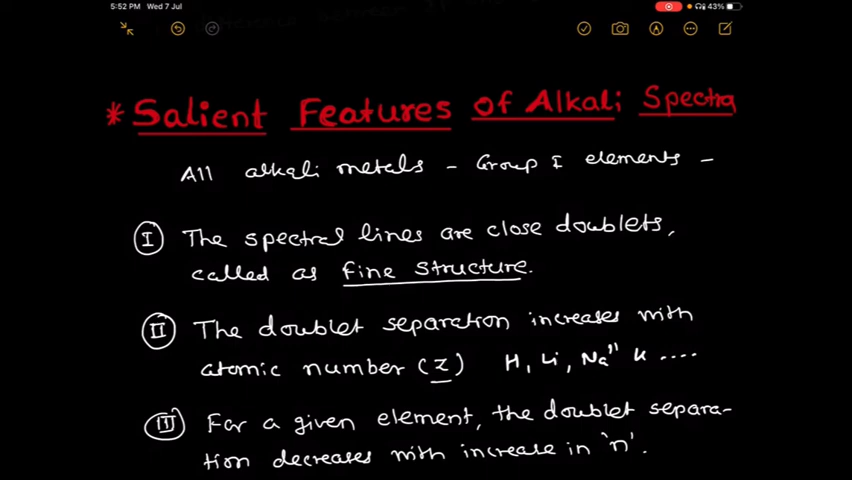 5:52 PM Wed 7 Jul
43%
* Salient Features of Alkali Spectra
All alkali metals - Group I elements -
I The spectral lines are close doublets,
called as fine structure.
II The doublet separation increases with
atomic number (Z) H, Li, Na" K ....
III For a given element, the doublet separa-
tion decreases with increase in 'n'.